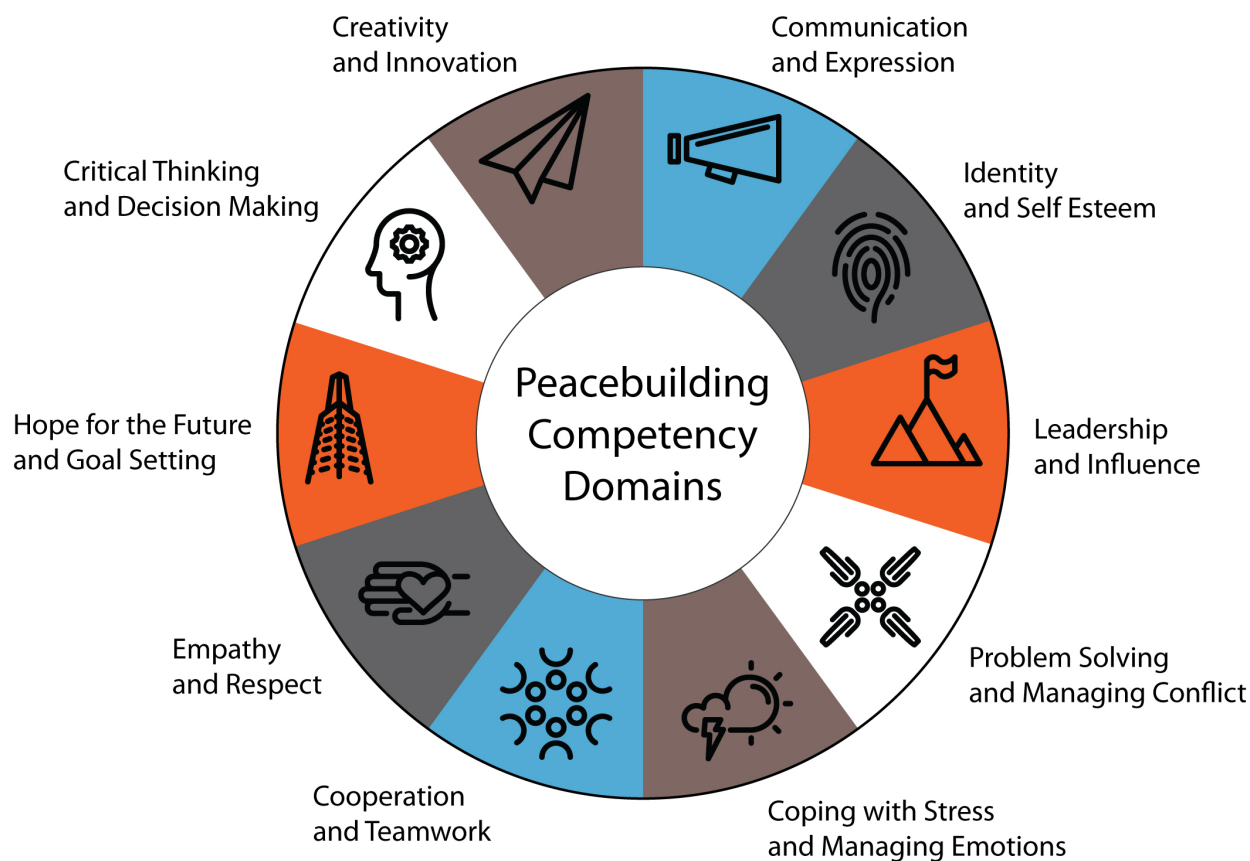 Creativity
and Innovation
Communication
and Expression
Critical Thinking
and Decision Making
Identity
and Self Esteem
Hope for the Future
and Goal Setting
Peacebuilding
Competency
Domains
Leadership
and Influence
Empathy
and Respect
Problem Solving
and Managing Conflict
Cooperation
and Teamwork
Coping with Stress
and Managing Emotions